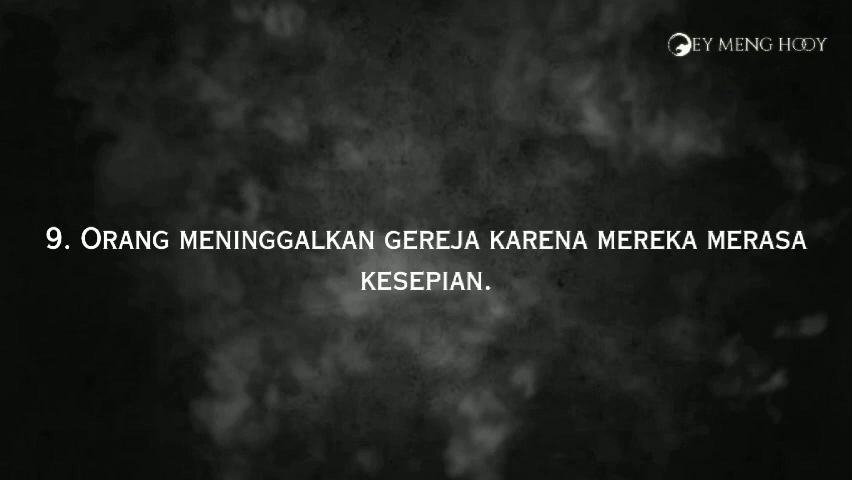 OEY MENG HOOY
9. ORANG MENINGGALKAN GEREJA KARENA MEREKA MERASA
KESEPIAN.